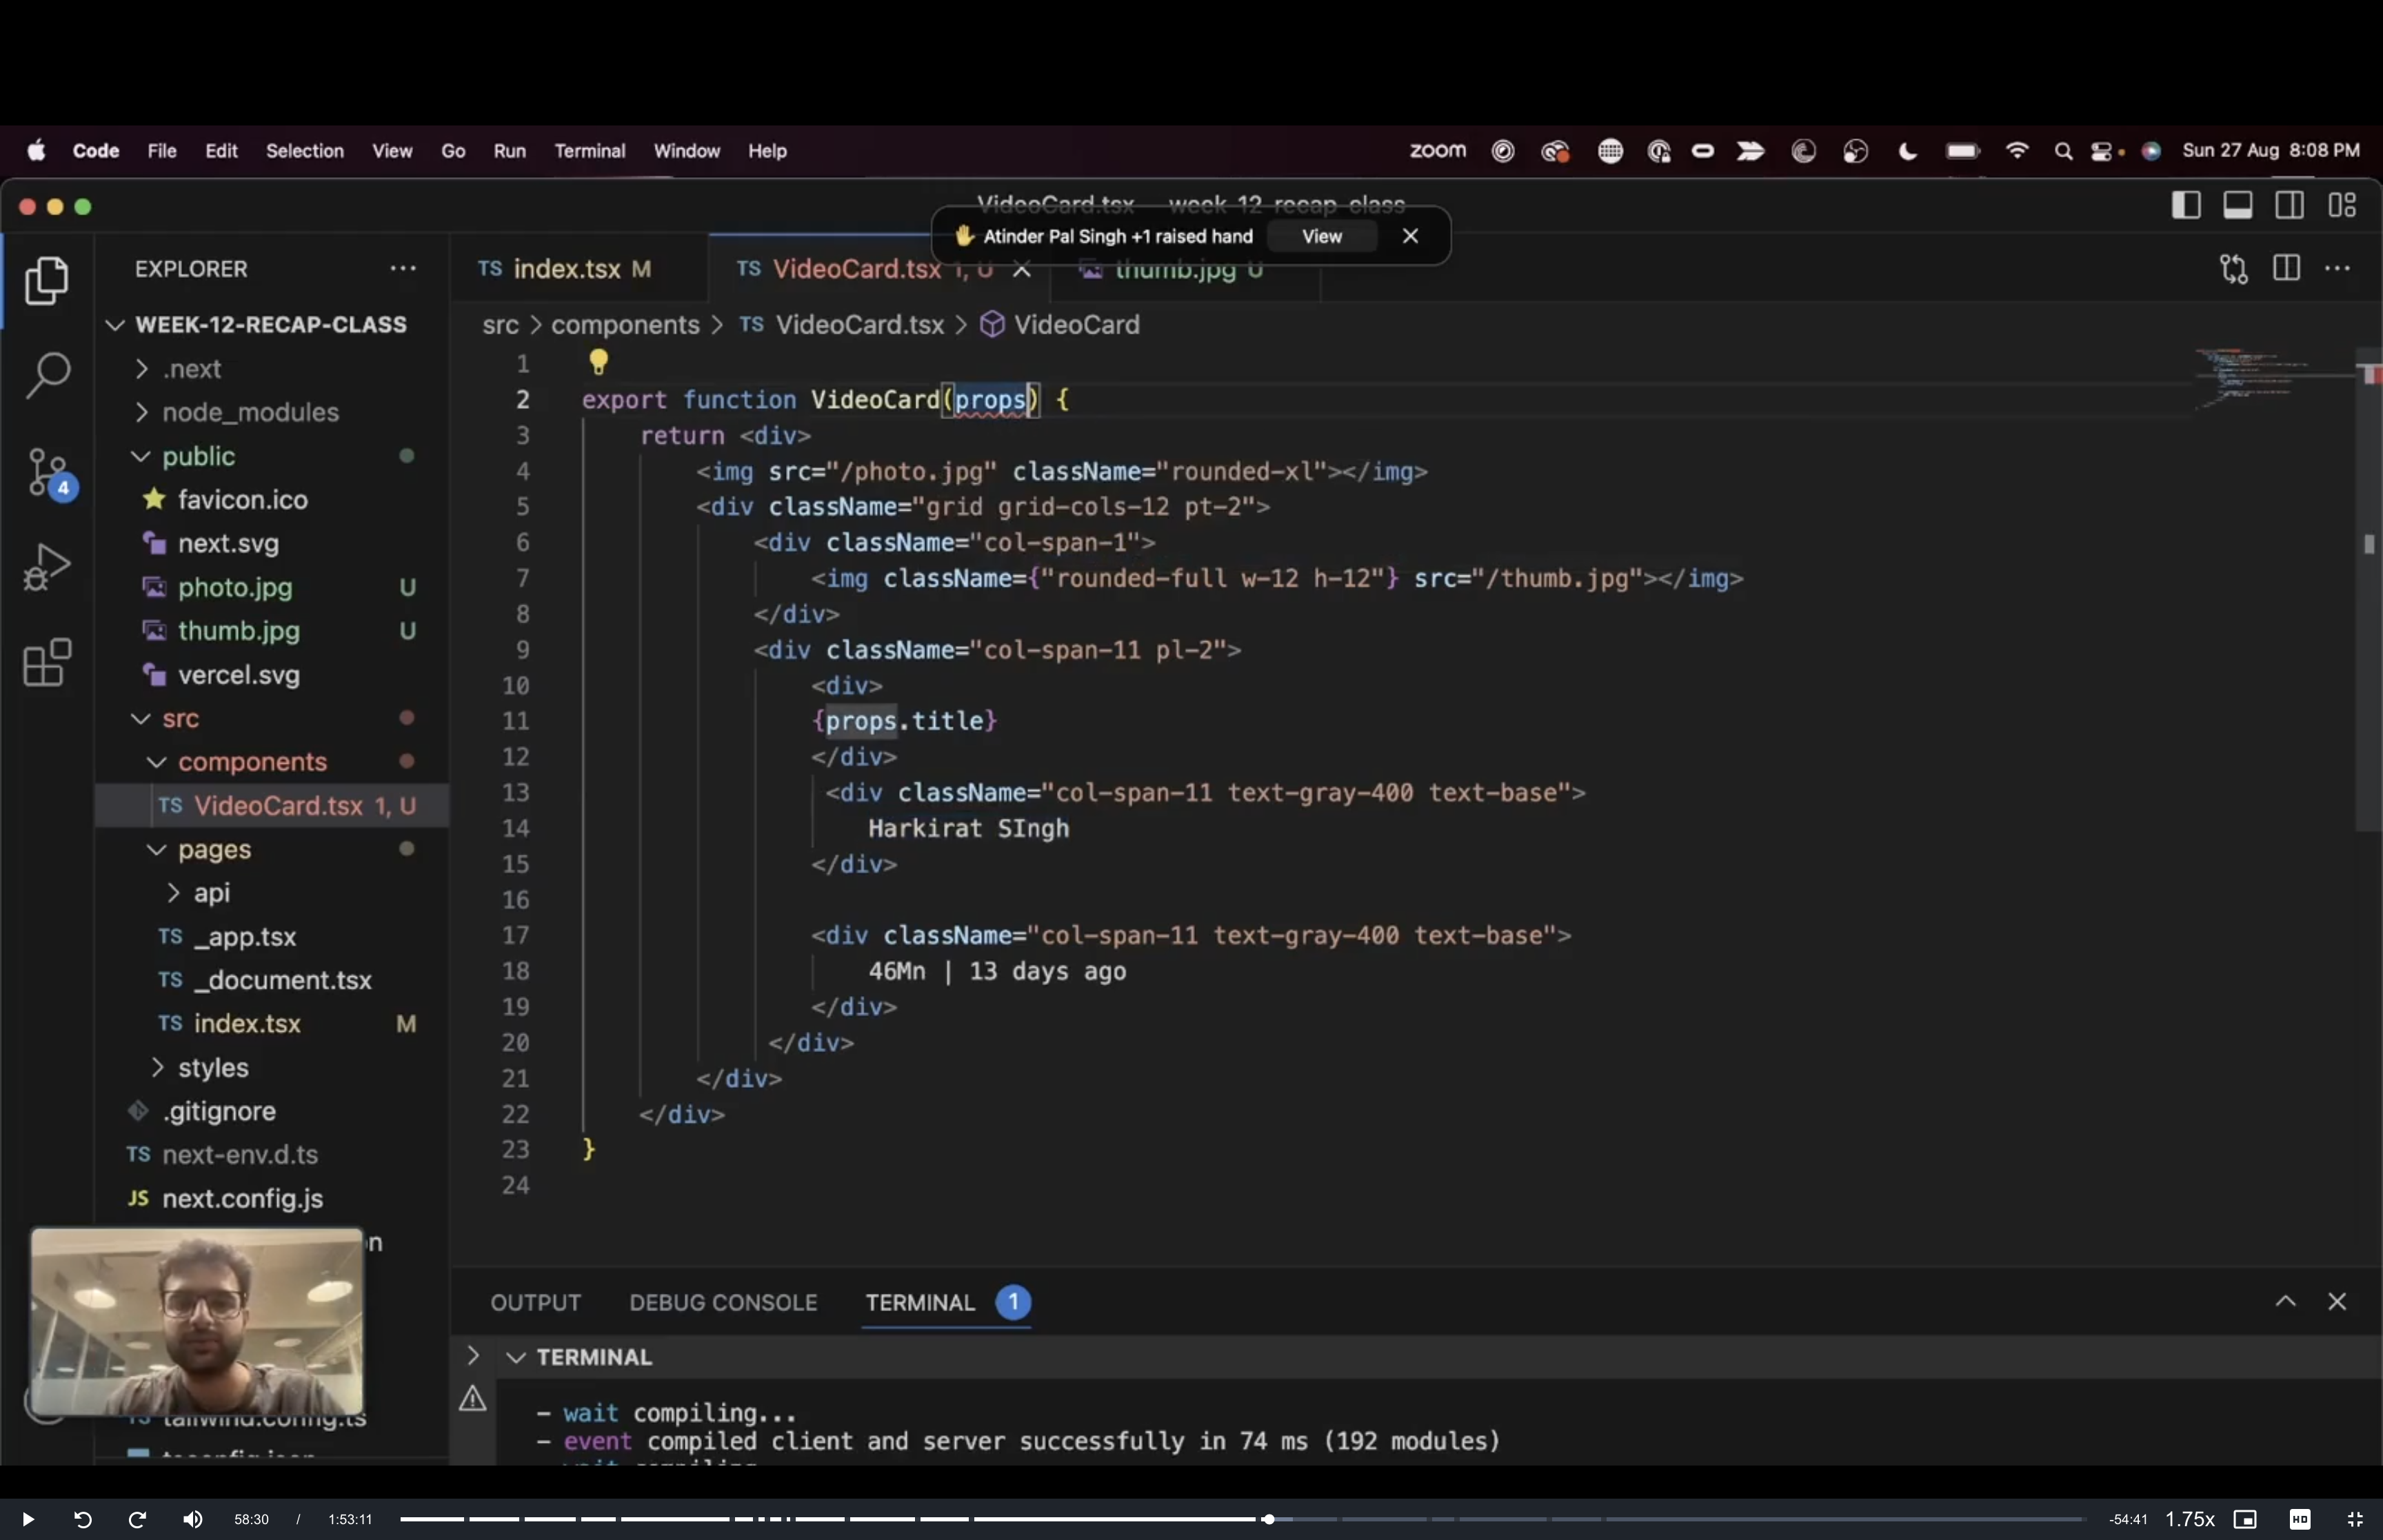 Code File Edit Selection View Go Run Terminal Window Help zoom Sun 27 Aug 8:08 PM
VideoCard.tsx week-12-recap-class
Atinder Pal Singh +1 raised hand View
EXPLORER
TS index.tsx M TS VideoCard.tsx 1, U thumb.jpg U
WEEK-12-RECAP-CLASS
src > components > TS VideoCard.tsx > VideoCard
.next
node_modules
public
4
favicon.ico
next.svg
photo.jpg U
thumb.jpg U
vercel.svg
src
components
TS VideoCard.tsx 1, U
pages
api
TS _app.tsx
TS _document.tsx
TS index.tsx M
styles
.gitignore
TS next-env.d.ts
JS next.config.js
tailwind.config.ts
1
2 export function VideoCard(props) {
3 return <div>
4 <img src="/photo.jpg" className="rounded-xl"></img>
5 <div className="grid grid-cols-12 pt-2">
6 <div className="col-span-1">
7 <img className={"rounded-full w-12 h-12"} src="/thumb.jpg"></img>
8 </div>
9 <div className="col-span-11 pl-2">
10 <div>
11 {props.title}
12 </div>
13 <div className="col-span-11 text-gray-400 text-base">
14 Harkirat SIngh
15 </div>
16
17 <div className="col-span-11 text-gray-400 text-base">
18 46Mn | 13 days ago
19 </div>
20 </div>
21 </div>
22 </div>
23 }
24
OUTPUT DEBUG CONSOLE TERMINAL 1
TERMINAL
- wait compiling...
- event compiled client and server successfully in 74 ms (192 modules)
58:30 / 1:53:11 -54:41 1.75x HD